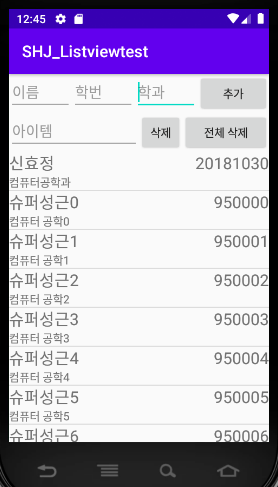 12:45
SHJ_Listviewtest
이름 학번 학과 추가
아이템 삭제 전체 삭제
신효정 20181030
컴퓨터공학과
슈퍼성근0 950000
컴퓨터 공학0
슈퍼성근1 950001
컴퓨터 공학1
슈퍼성근2 950002
컴퓨터 공학2
슈퍼성근3 950003
컴퓨터 공학3
슈퍼성근4 950004
컴퓨터 공학4
슈퍼성근5 950005
컴퓨터 공학5
슈퍼성근6 950006